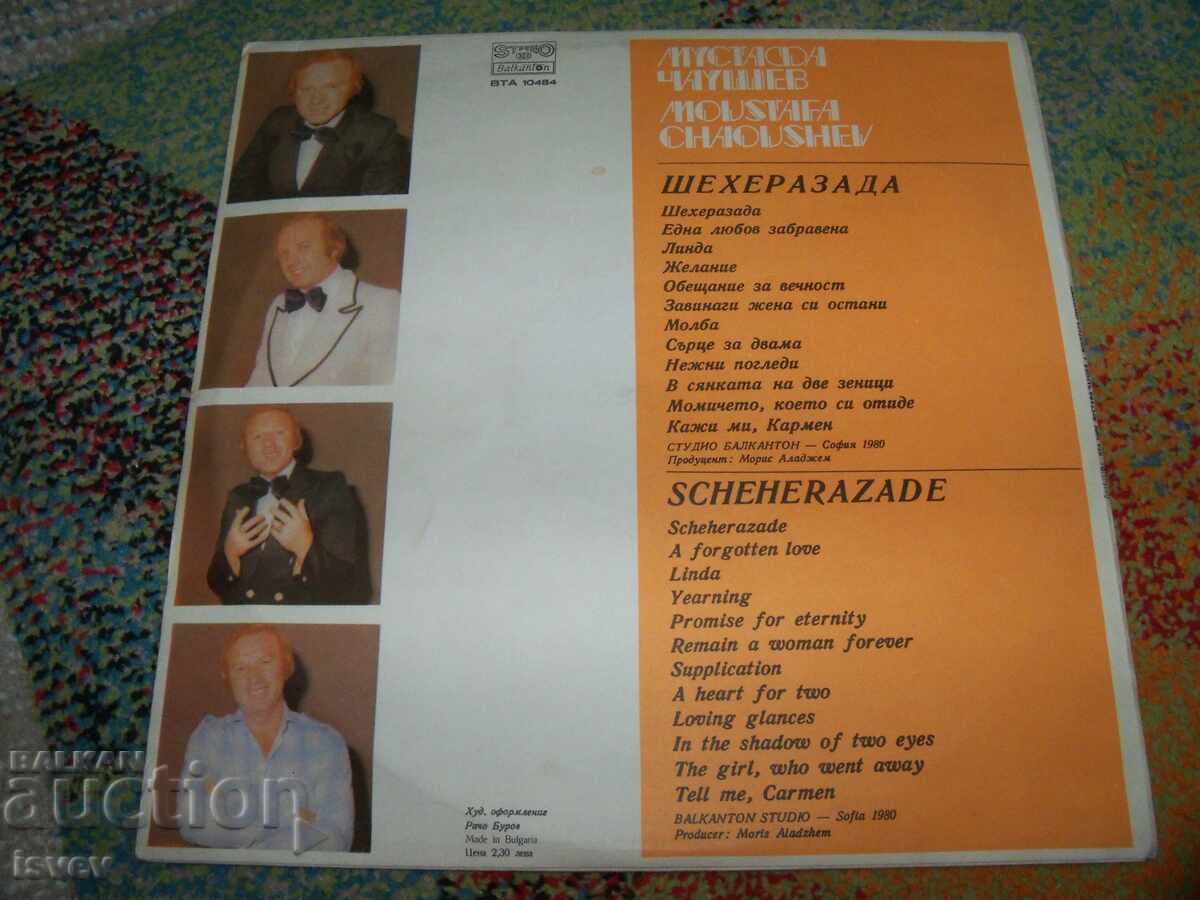 STEREO
Balkanton
BTA 10484
МУСТАФА
ЧАУШЕВ
MOUSTAFA
CHAOUSHEV
ШЕХЕРАЗАДА
Шехеразада
Една любов забравена
Линда
Желание
Обещание за вечност
Завинаги жена си остани
Молба
Сърце за двама
Нежни погледи
В сянката на две зеници
Момичето, което си отиде
Кажи ми, Кармен
СТУДИО БАЛКАНТОН — София 1980
Продуцент: Морис Аладжем
SCHEHERAZADE
Scheherazade
A forgotten love
Linda
Yearning
Promise for eternity
Remain a woman forever
Supplication
A heart for two
Loving glances
In the shadow of two eyes
The girl, who went away
Tell me, Carmen
BALKANTON STUDIO — Sofia 1980
Producer: Moris Aladzhem
Худ. оформление
Рачо Буров
Made in Bulgaria
Цена 2,30 лева
BALKAN
auction
isvev